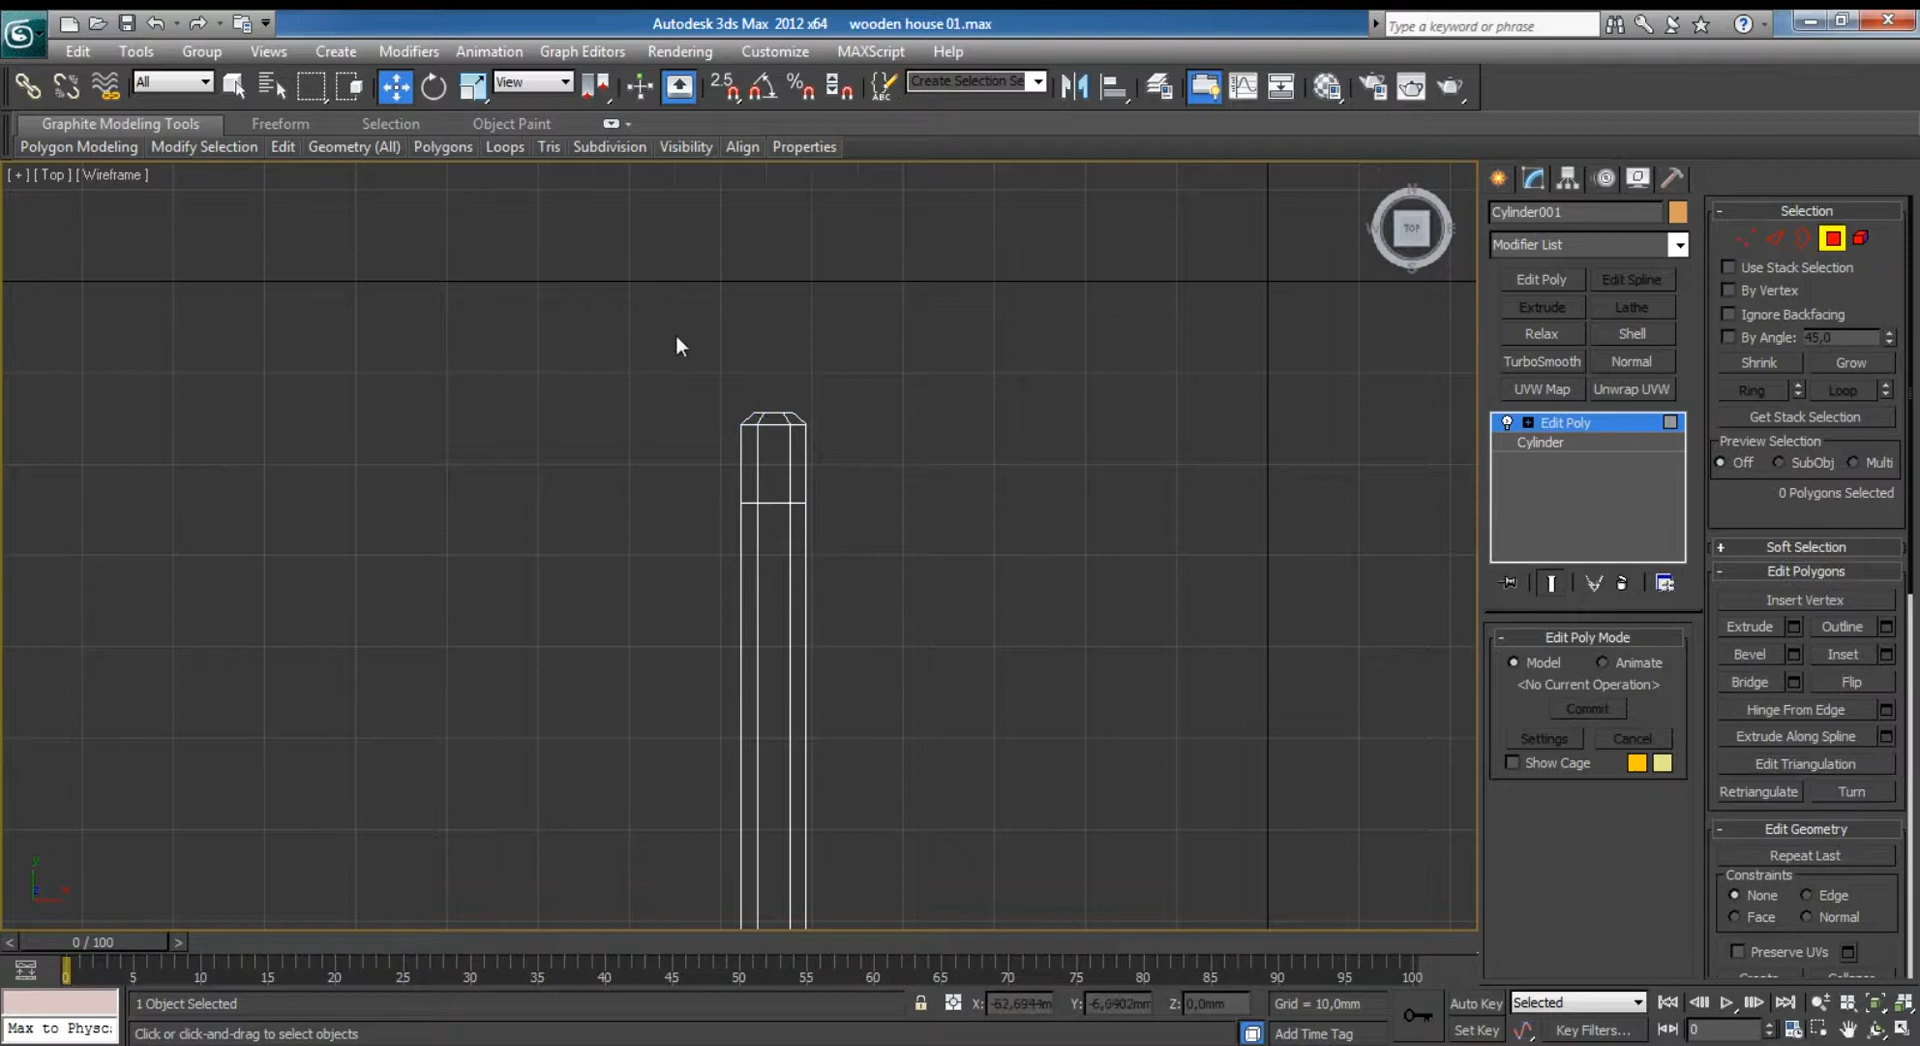 Autodesk 3ds Max 2012 x64 wooden house 01.max
Type a keyword or phrase
Edit Tools Group Views Create Modifiers Animation Graph Editors Rendering Customize MAXScript Help
All
View
2.5
Create Selection Se
ABC
Graphite Modeling Tools Freeform Selection Object Paint
Polygon Modeling Modify Selection Edit Geometry (All) Polygons Loops Tris Subdivision Visibility Align Properties
[ + ] [ Top ] [ Wireframe ]
N
W
TOP
E
S
Cylinder001
Modifier List
Edit Poly Edit Spline
Extrude Lathe
Relax Shell
TurboSmooth Normal
UVW Map Unwrap UVW
Edit Poly
Cylinder
Edit Poly Mode
Model Animate
<No Current Operation>
Commit
Settings Cancel
Show Cage
Selection
Use Stack Selection
By Vertex
Ignore Backfacing
By Angle: 45,0
Shrink Grow
Ring Loop
Get Stack Selection
Preview Selection
Off SubObj Multi
0 Polygons Selected
Soft Selection
Edit Polygons
Insert Vertex
Extrude Outline
Bevel Inset
Bridge Flip
Hinge From Edge
Extrude Along Spline
Edit Triangulation
Retriangulate Turn
Edit Geometry
Repeat Last
Constraints
None Edge
Face Normal
Preserve UVs
y
x
z
< 0 / 100 >
0 5 10 15 20 25 30 35 40 45 50 55 60 65 70 75 80 85 90 95 100
1 Object Selected X: -62,6944m Y: -6,0402mm Z: 0,0mm Grid = 10,0mm Auto Key Selected
Max to Physc: Click or click-and-drag to select objects Add Time Tag Set Key Key Filters... 0